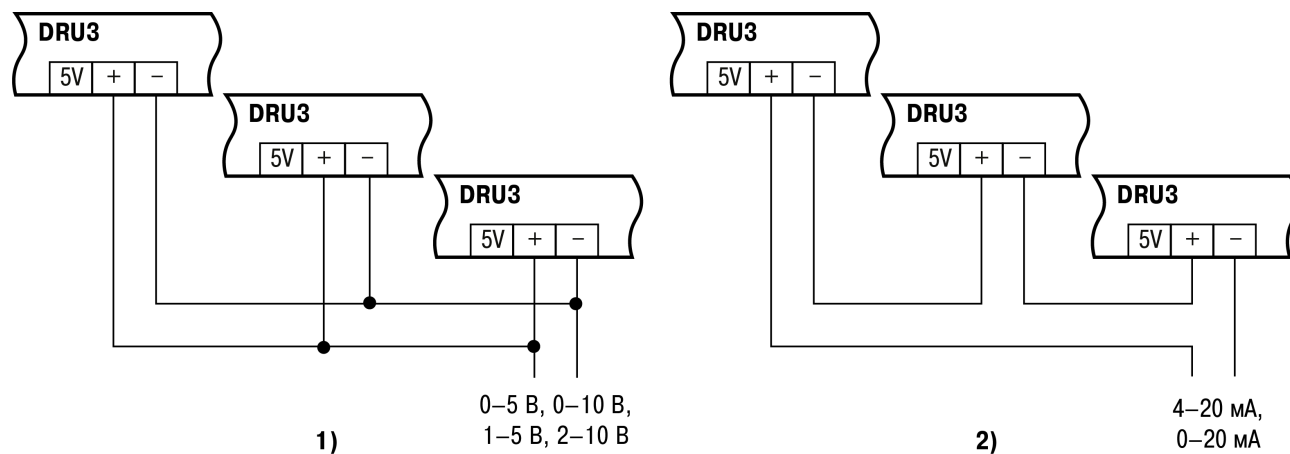 DRU3
5V + −
DRU3
5V + −
DRU3
5V + −
0–5 В, 0–10 В,
1–5 В, 2–10 В
1)
DRU3
5V + −
DRU3
5V + −
DRU3
5V + −
4–20 мА,
0–20 мА
2)